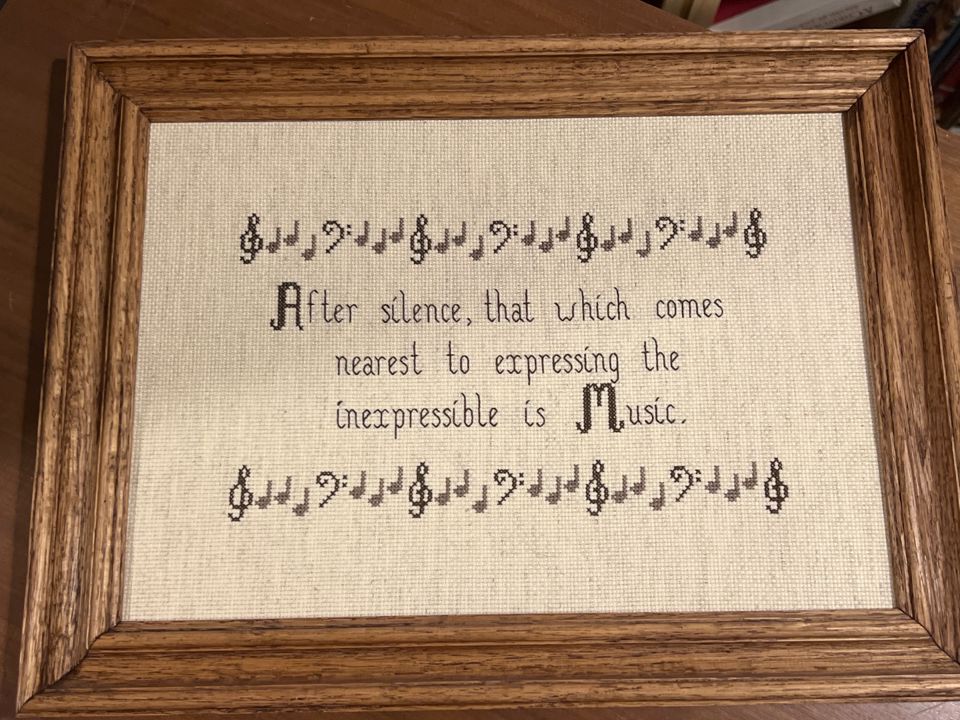 After silence, that which comes
nearest to expressing the
inexpressible is Music.